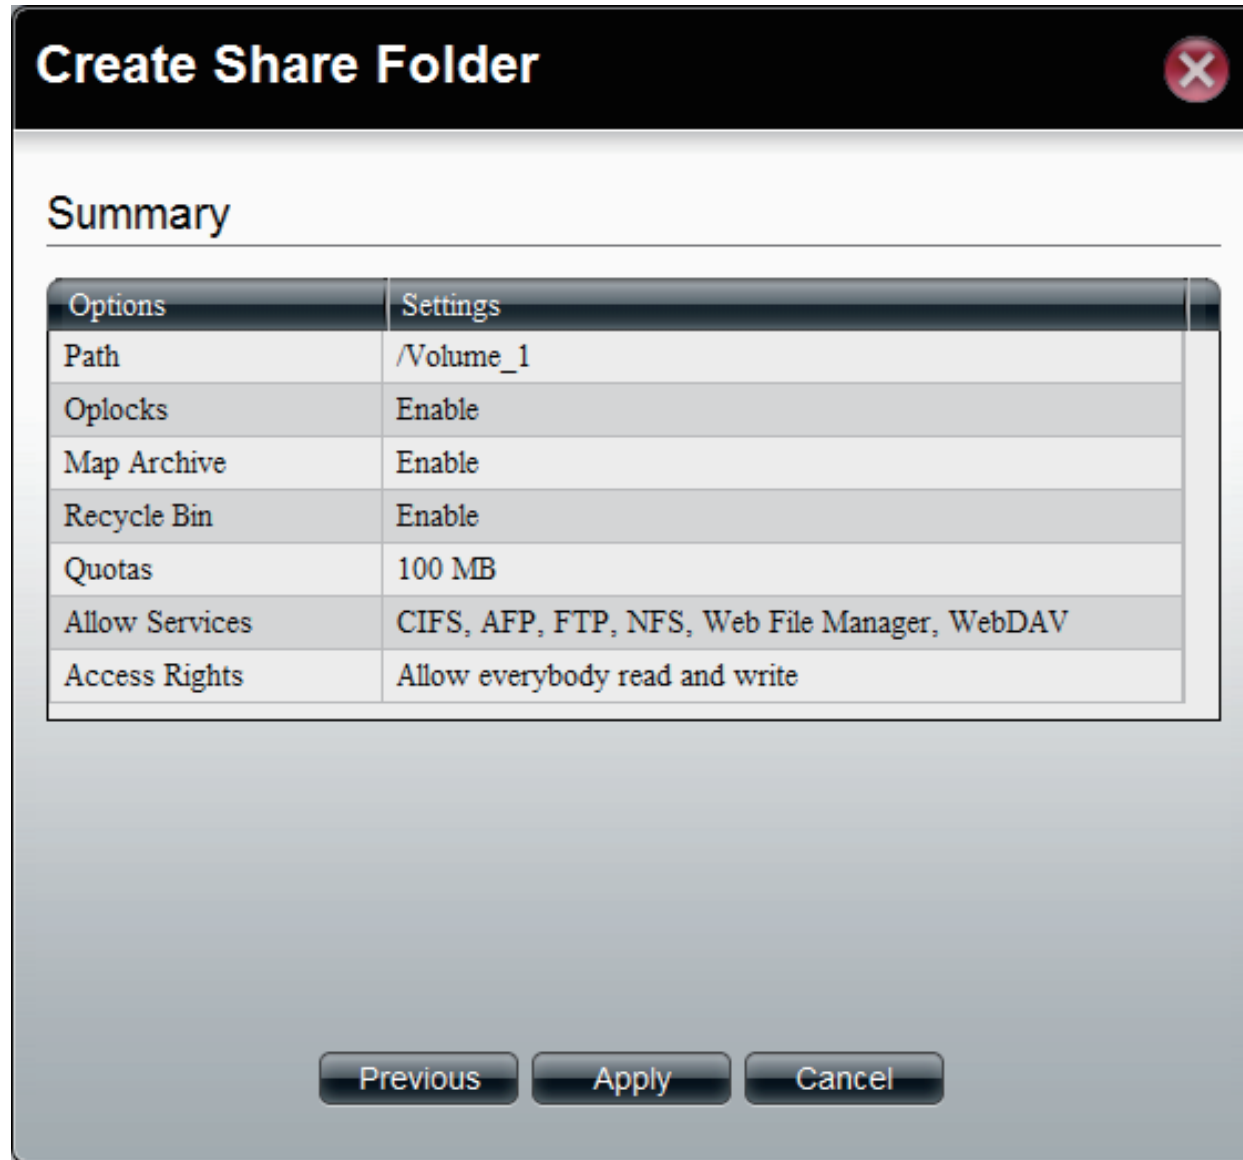 Create Share Folder
Summary
Options Settings
Path /Volume_1
Oplocks Enable
Map Archive Enable
Recycle Bin Enable
Quotas 100 MB
Allow Services CIFS, AFP, FTP, NFS, Web File Manager, WebDAV
Access Rights Allow everybody read and write
Previous Apply Cancel